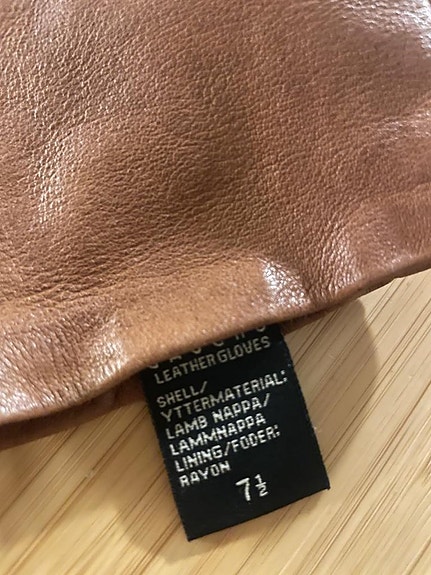 LEATHER GLOVES
SHELL/
YTTERMATERIAL:
LAMB NAPPA/
LAMMNAPPA
LINING/FODER:
RAYON
7½